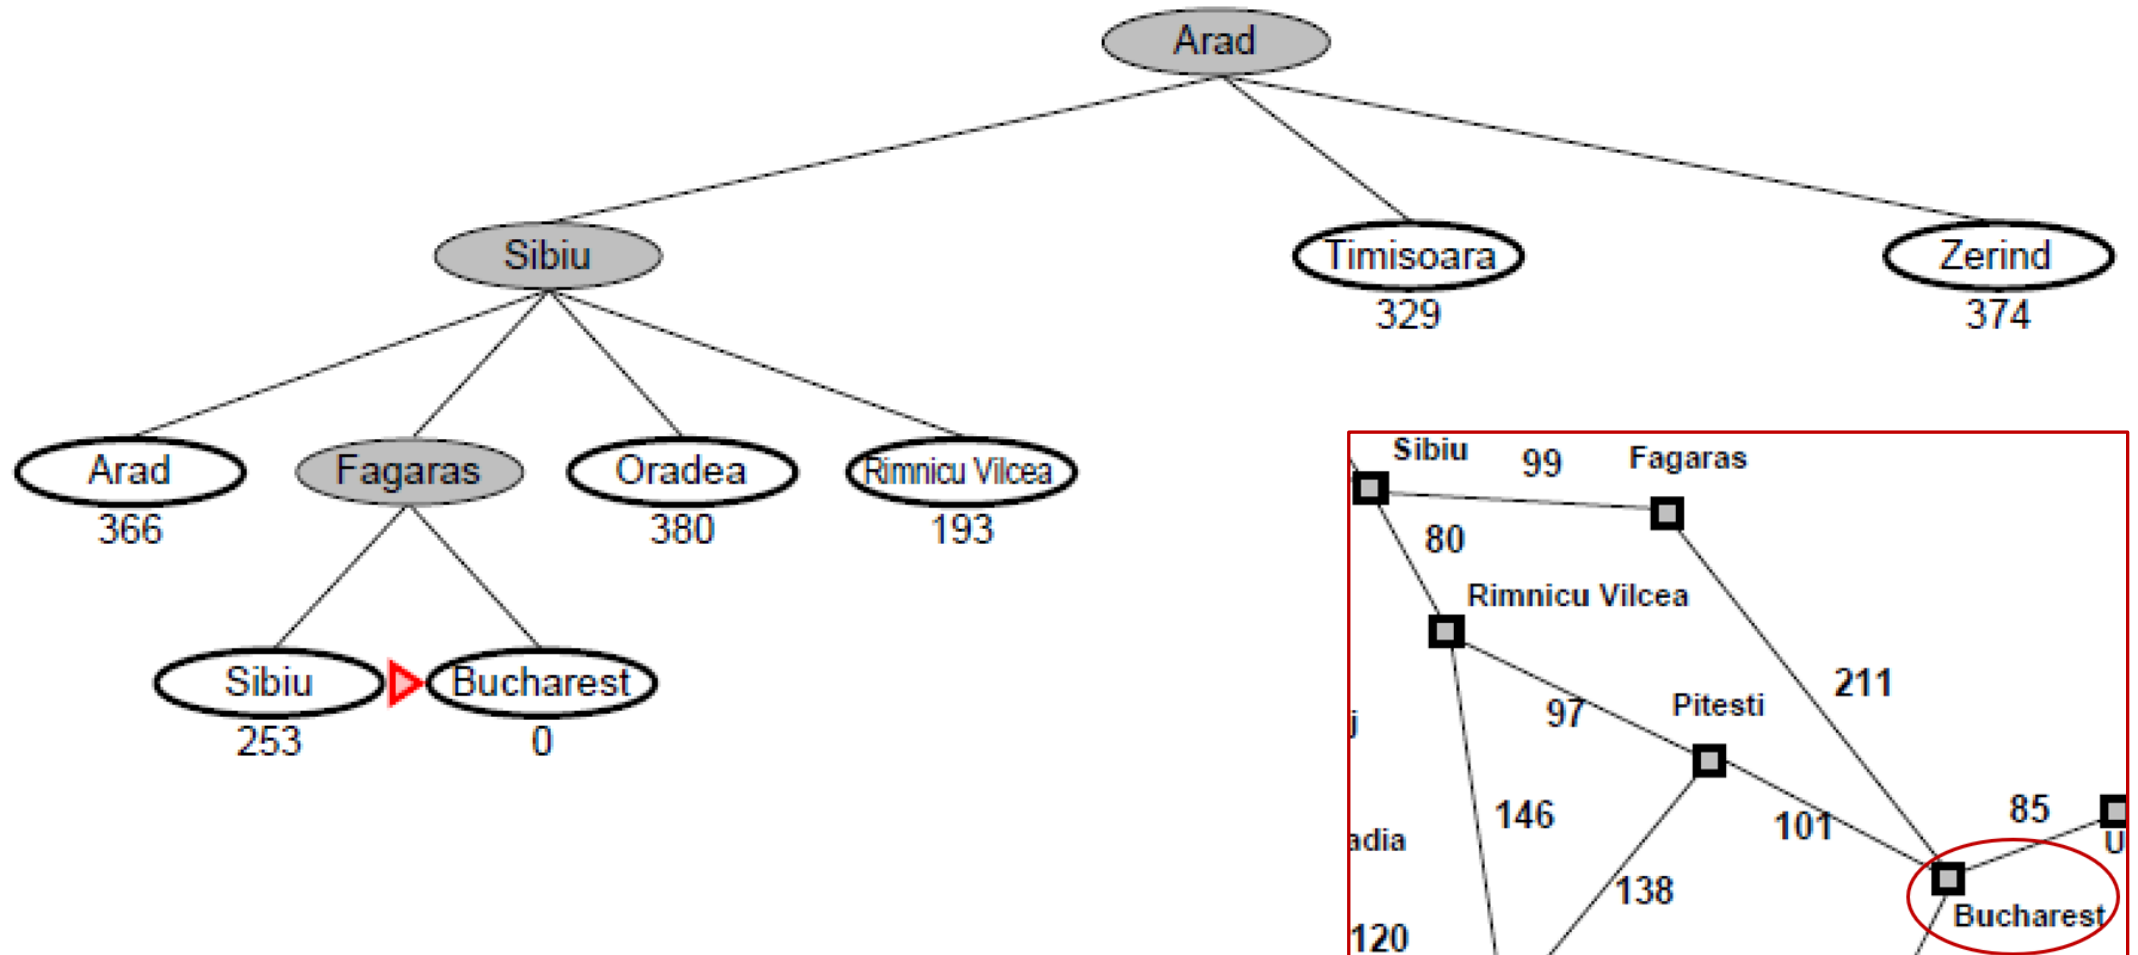 Arad
Sibiu
Timisoara
Zerind
329
374
Arad
Fagaras
Oradea
Rimnicu Vilcea
366
380
193
Sibiu
Bucharest
253
0
Sibiu
99
Fagaras
80
Rimnicu Vilcea
211
97
Pitesti
j
146
101
85
adia
U
138
Bucharest
120